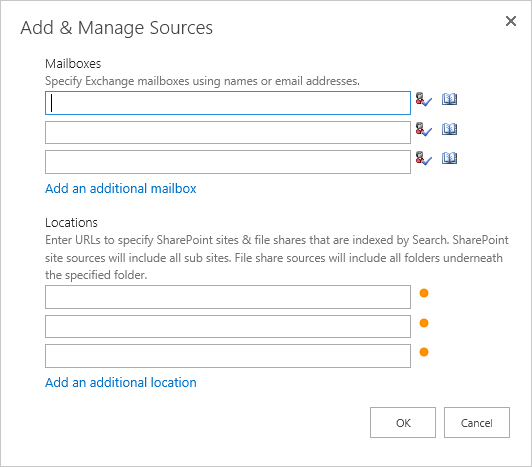 Add & Manage Sources
Mailboxes
Specify Exchange mailboxes using names or email addresses.
Add an additional mailbox
Locations
Enter URLs to specify SharePoint sites & file shares that are indexed by Search. SharePoint
site sources will include all sub sites. File share sources will include all folders underneath
the specified folder.
Add an additional location
OK
Cancel